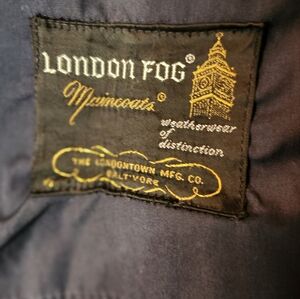 LONDON FOG®
Maincoats®
weatherwear
of
distinction
THE LONDONTOWN MFG. CO.
BALTIMORE